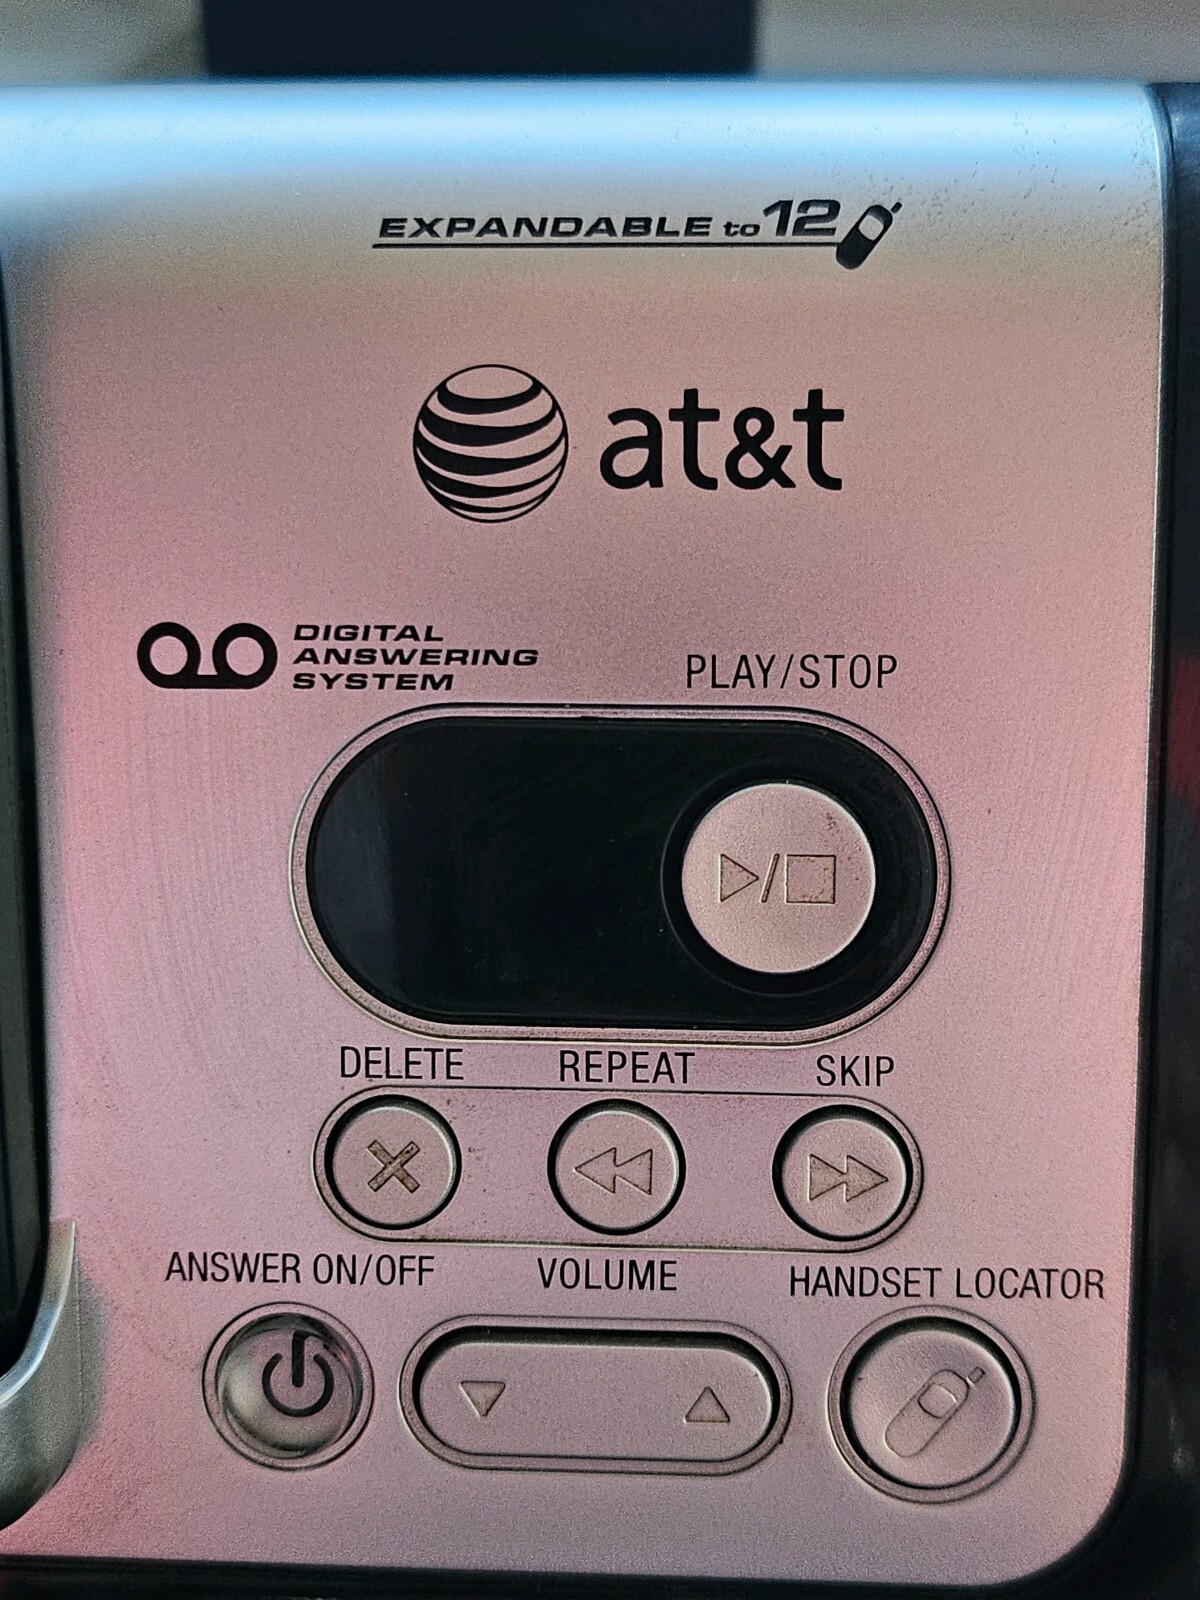 EXPANDABLE to 12
at&t
DIGITAL
ANSWERING
SYSTEM
PLAY/STOP
DELETE REPEAT SKIP
ANSWER ON/OFF VOLUME HANDSET LOCATOR